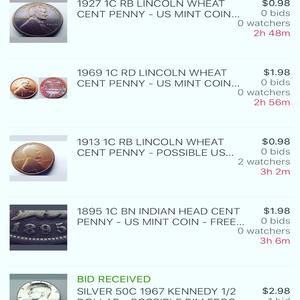 1927 1C RB LINCOLN WHEAT
CENT PENNY - US MINT COIN...
$0.98
0 bids
0 watchers
2h 48m
1969 1C RD LINCOLN WHEAT
CENT PENNY - US MINT COIN...
$1.98
0 bids
0 watchers
2h 56m
1913 1C RB LINCOLN WHEAT
CENT PENNY - POSSIBLE US...
$0.98
0 bids
2 watchers
3h 2m
1895
1895 1C BN INDIAN HEAD CENT
PENNY - US MINT COIN - FREE...
$1.98
0 bids
0 watchers
3h 6m
BID RECEIVED
SILVER 50C 1967 KENNEDY 1/2
$2.98
1 bid